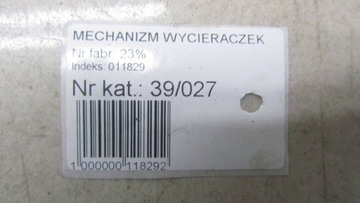 MECHANIZM WYCIERACZEK
Nr fabr. 23%
Indeks: 011829
Nr kat.: 39/027
1 000000 118292